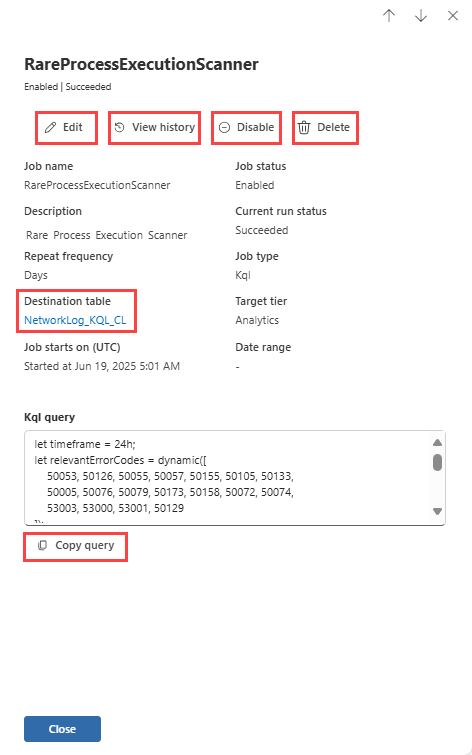 RareProcessExecutionScanner
Enabled | Succeeded
Edit View history Disable Delete
Job name Job status
RareProcessExecutionScanner Enabled
Description Current run status
Rare Process Execution Scanner Succeeded
Repeat frequency Job type
Days Kql
Destination table Target tier
NetworkLog_KQL_CL Analytics
Job starts on (UTC) Date range
Started at Jun 19, 2025 5:01 AM -
Kql query
let timeframe = 24h;
let relevantErrorCodes = dynamic([
50053, 50126, 50055, 50057, 50155, 50105, 50133,
50005, 50076, 50079, 50173, 50158, 50072, 50074,
53003, 53000, 53001, 50129
]);
Copy query
Close